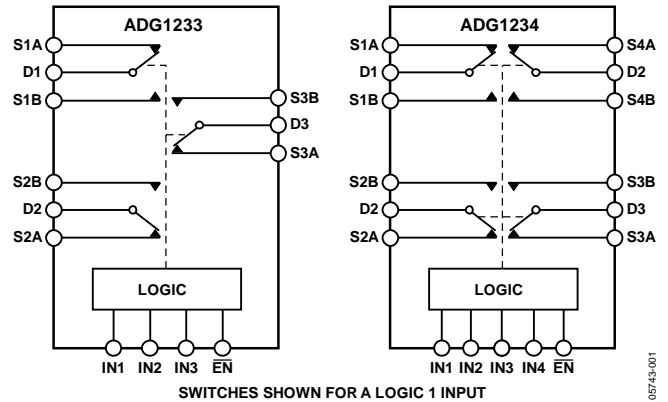 ADG1233
S1A
D1
S1B
S3B
D3
S3A
S2B
D2
S2A
LOGIC
IN1 IN2 IN3 EN
ADG1234
S1A
D1
S1B
S4A
D2
S4B
S2B
D2
S2A
S3B
D3
S3A
LOGIC
IN1 IN2 IN3 IN4 EN
SWITCHES SHOWN FOR A LOGIC 1 INPUT
05743-001